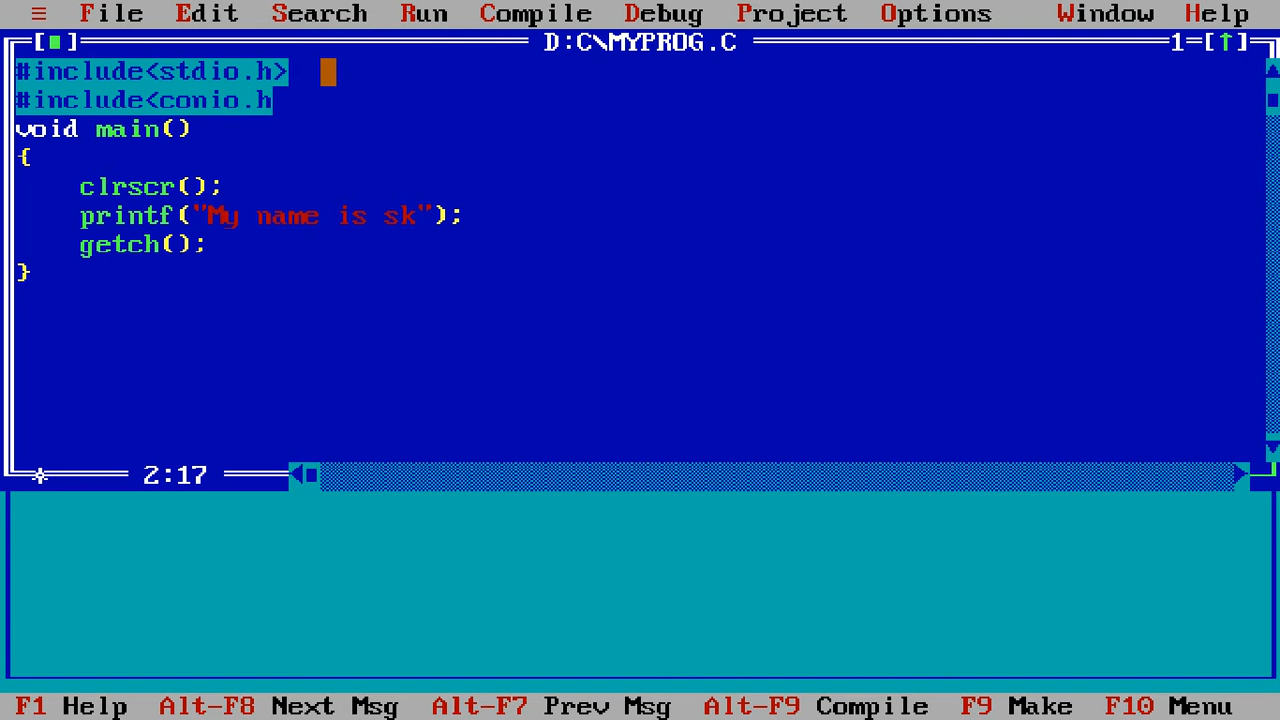 ≡ File Edit Search Run Compile Debug Project Options Window Help
[■] D:C\MYPROG.C 1=[↑]
#include<stdio.h>
#include<conio.h
void main()
{
    clrscr();
    printf("My name is sk");
    getch();
}
2:17
F1 Help Alt-F8 Next Msg Alt-F7 Prev Msg Alt-F9 Compile F9 Make F10 Menu